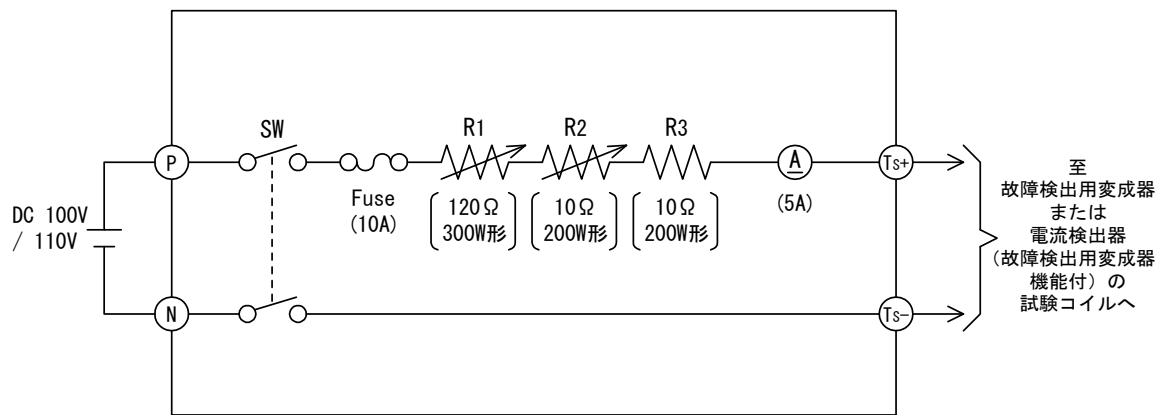 SW
R1
R2
R3
P
A
Ts+
Fuse
(10A)
120Ω
300W形
10Ω
200W形
10Ω
200W形
(5A)
DC 100V
/ 110V
N
Ts−
至
故障検出用変成器
または
電流検出器
(故障検出用変成器
機能付)の
試験コイルへ